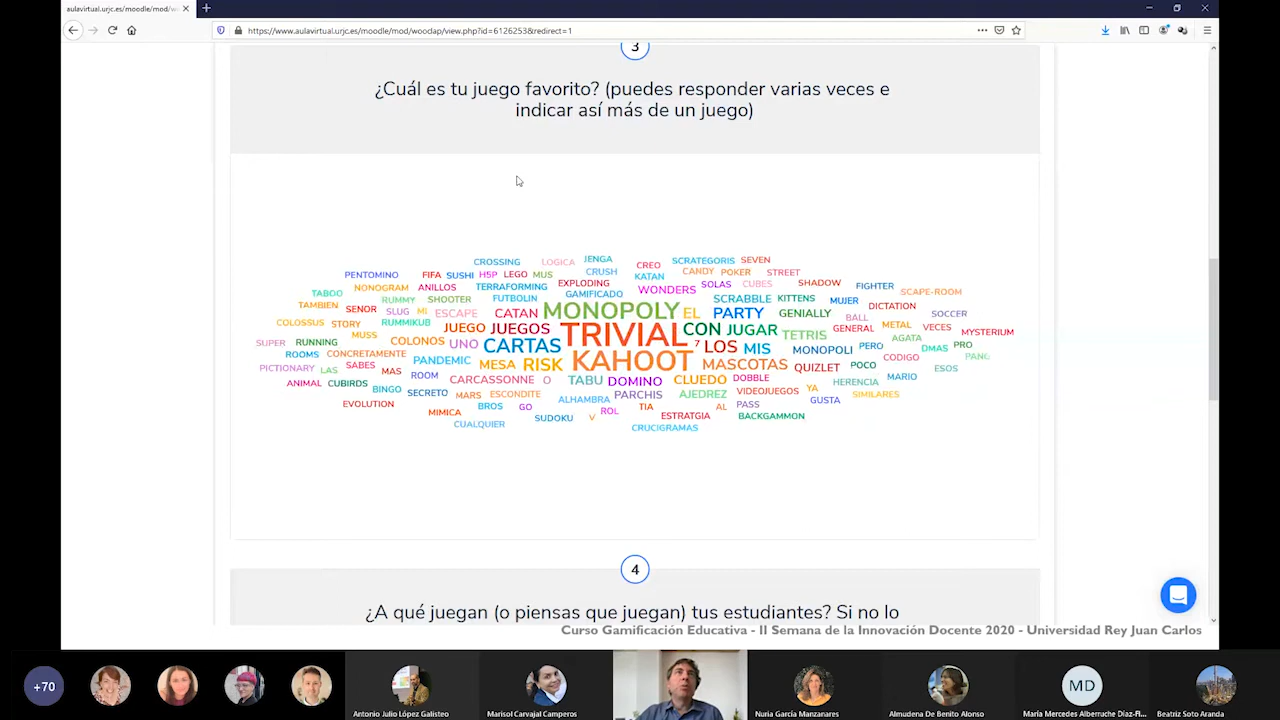 aulavirtual.urjc.es/moodle/mod/w
https://www.aulavirtual.urjc.es/moodle/mod/wooclap/view.php?id=6126253&redirect=1
3
¿Cuál es tu juego favorito? (puedes responder varias veces e
indicar así más de un juego)
CROSSING LOGICA JENGA CREO SCRATEGORIS SEVEN
PENTOMINO FIFA SUSHI H5P LEGO MUS CRUSH KATAN CANDY POKER STREET
TABOO NONOGRAM ANILLOS TERRAFORMING EXPLODING WONDERS SOLAS CUBES SHADOW FIGHTER SCAPE-ROOM
TAMBIEN RUMMY SHOOTER FUTBOLIN GAMIFICADO SCRABBLE KITTENS MUJER DICTATION
SENOR SLUG MI ESCAPE CATAN MONOPOLY EL PARTY GENIALLY BALL SOCCER
COLOSSUS STORY RUMMIKUB JUEGO JUEGOS TRIVIAL CON JUGAR TETRIS GENERAL METAL VECES MYSTERIUM
SUPER RUNNING MUSS COLONOS UNO CARTAS 7 LOS MIS MONOPOLI PERO AGATA DMAS PRO
ROOMS CONCRETAMENTE PANDEMIC MESA RISK KAHOOT MASCOTAS QUIZLET POCO CODIGO PANG
PICTIONARY LAS SABES MAS ROOM CARCASSONNE O TABU DOMINO CLUEDO DOBBLE HERENCIA MARIO ESOS
ANIMAL CUBIRDS BINGO SECRETO MARS ESCONDITE ALHAMBRA PARCHIS AJEDREZ VIDEOJUEGOS YA GUSTA SIMILARES
EVOLUTION MIMICA BROS GO ROL TIA ESTRATGIA AL PASS
CUALQUIER SUDOKU V CRUCIGRAMAS BACKGAMMON
4
¿A qué juegan (o piensas que juegan) tus estudiantes? Si no lo
Curso Gamificación Educativa - II Semana de la Innovación Docente 2020 - Universidad Rey Juan Carlos
+70
MD
Antonio Julio López Galisteo
Marisol Carvajal Camperos
Nuria García Manzanares
Almudena De Benito Alonso
María Mercedes Alberrache Díaz-Fl...
Beatriz Soto Aranda